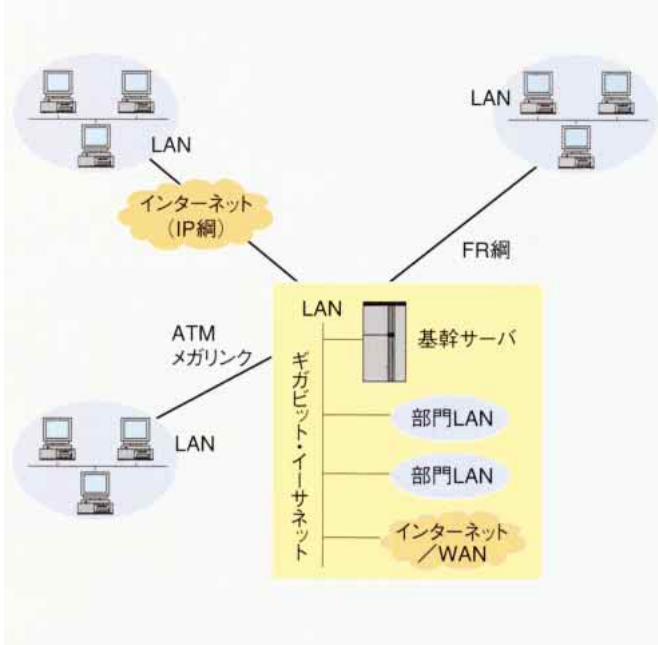 LAN
LAN
インターネット
(IP網)
FR網
LAN
基幹サーバ
ATM
メガリンク
ギガビット・イーサネット
部門LAN
LAN
部門LAN
インターネット
／WAN